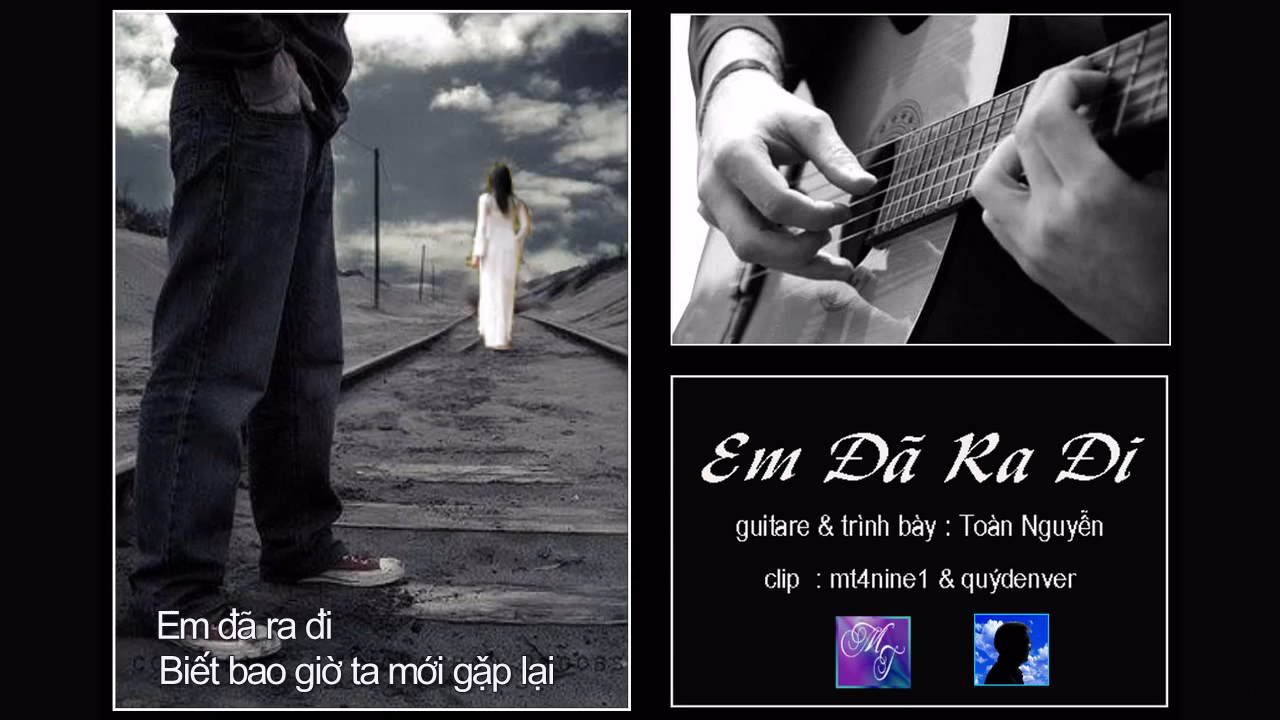 Em đã ra đi
Biết bao giờ ta mới gặp lại
Em Đã Ra Đi
guitare & trình bày : Toàn Nguyễn
clip : mt4nine1 & quýdenver
MT